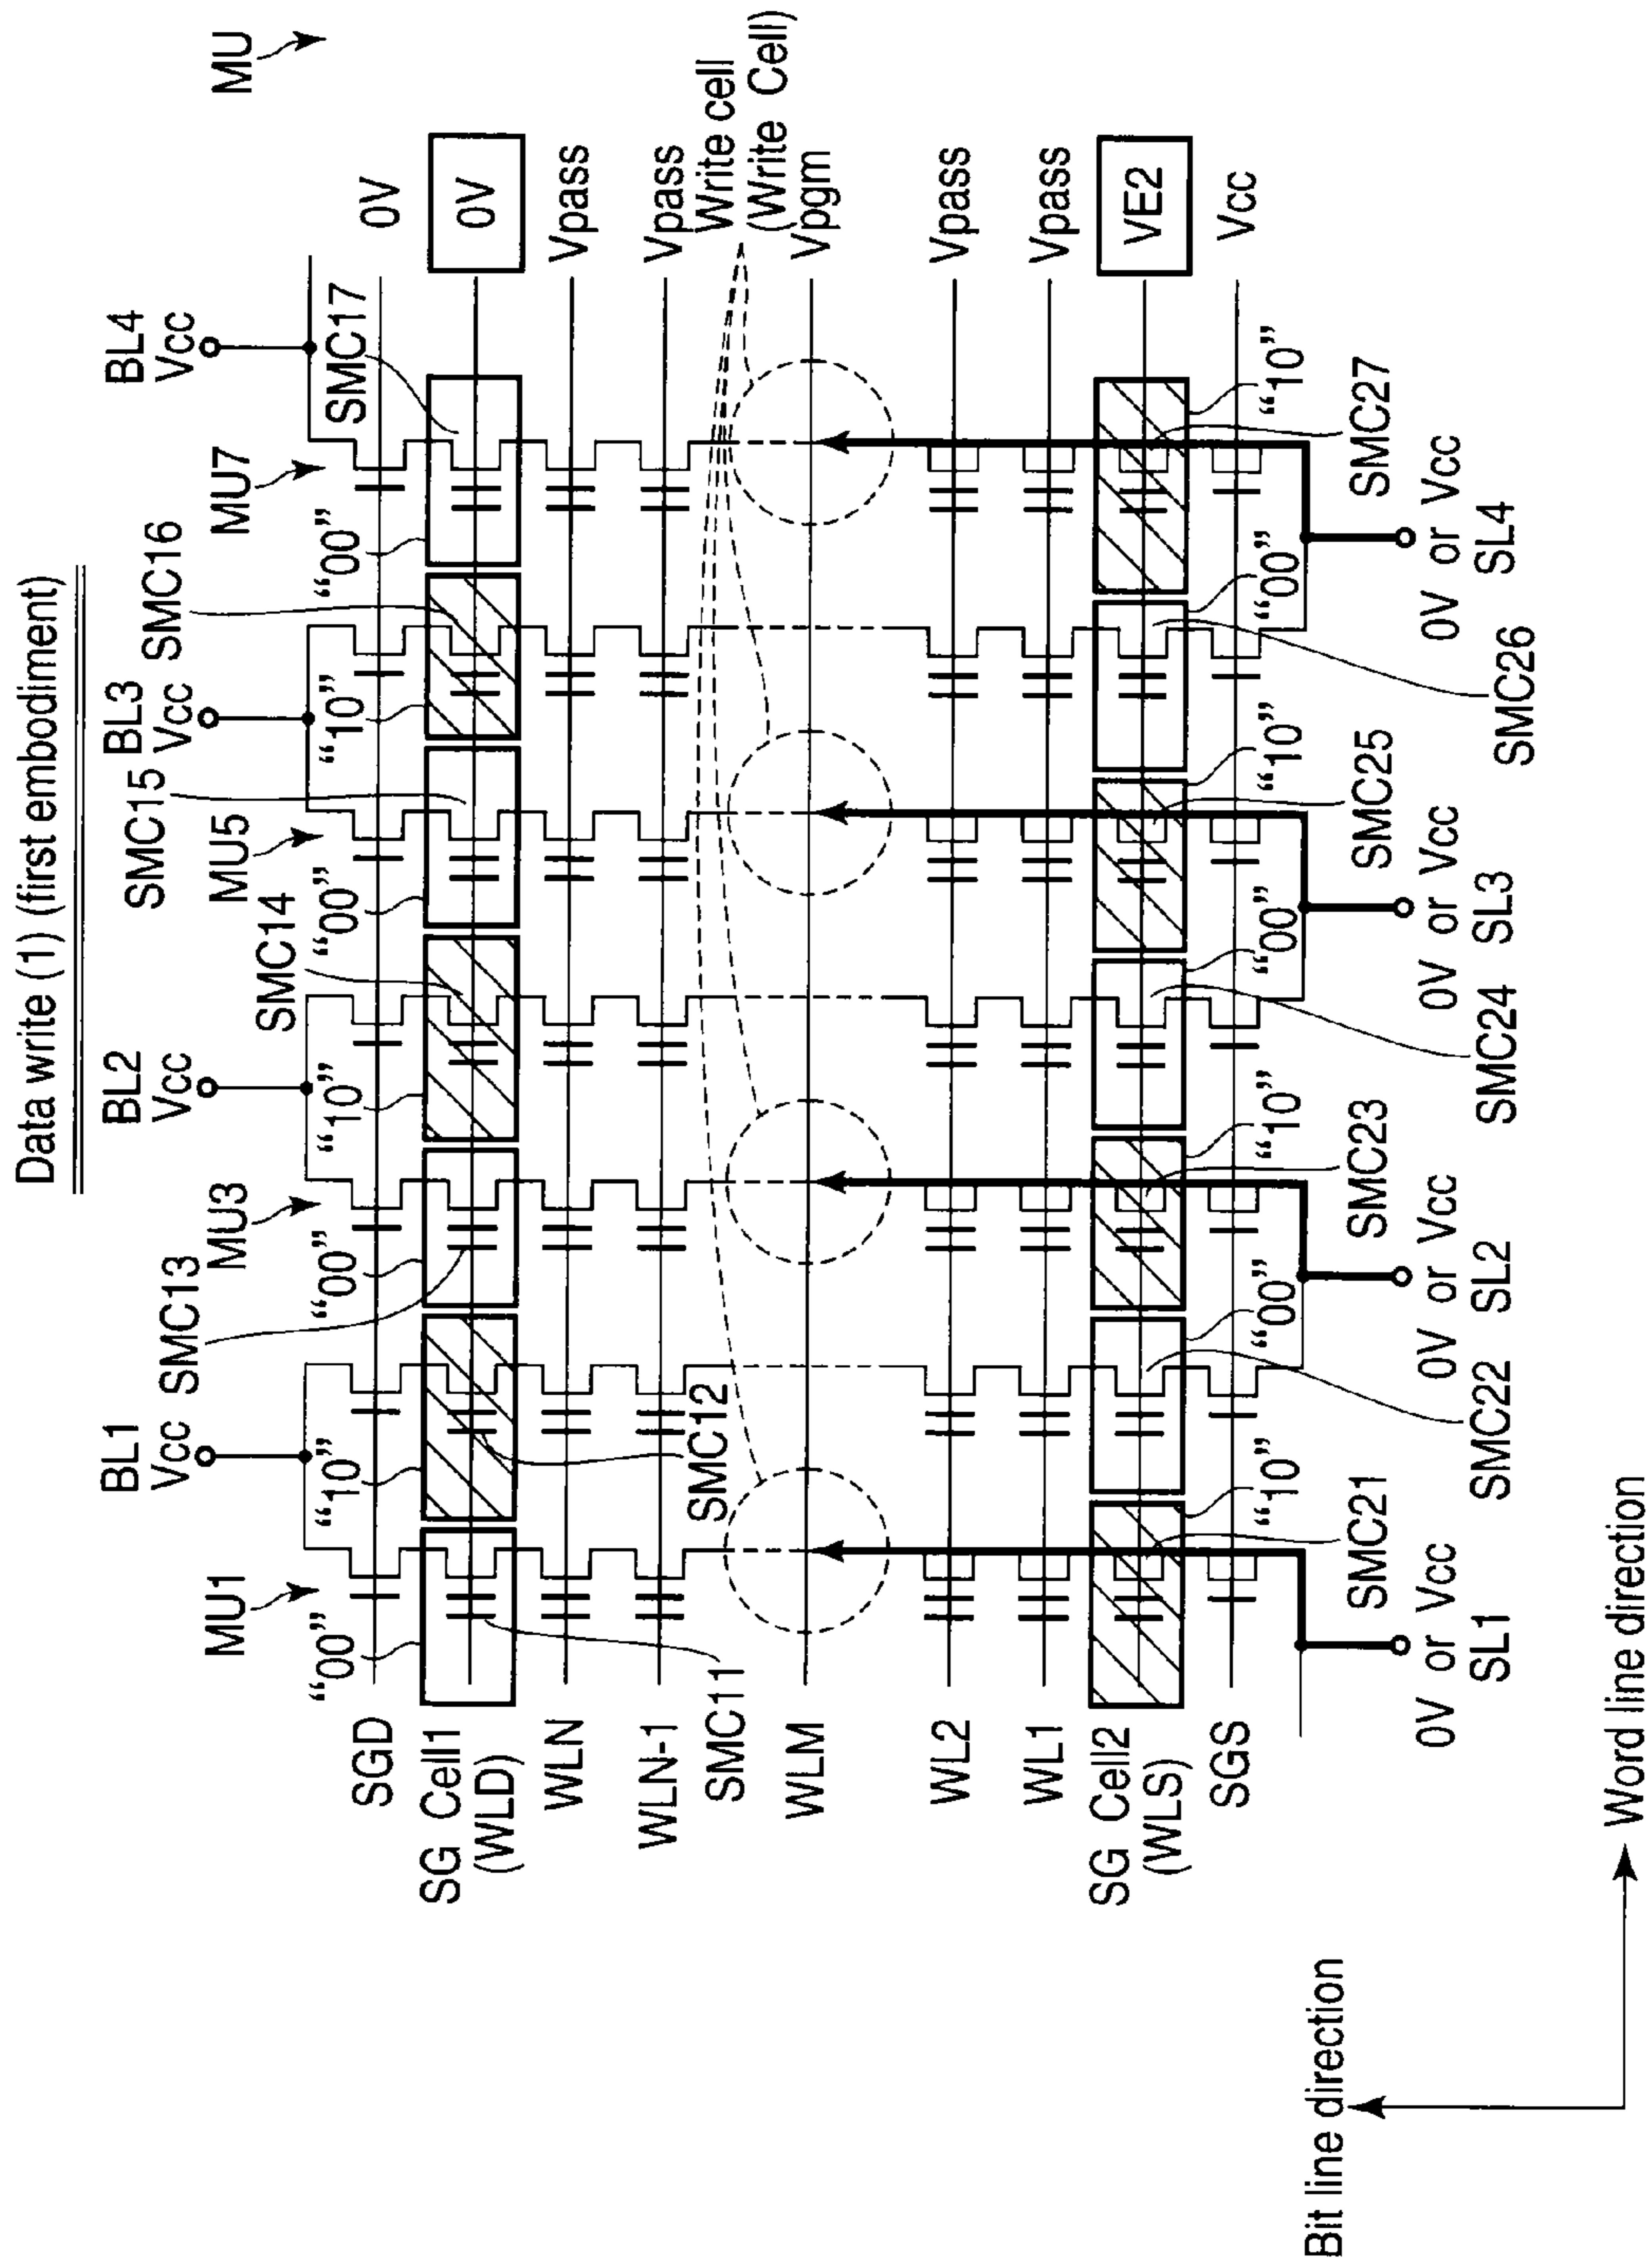 Data write (1) (first embodiment)
MU
BL1
Vcc
BL2
Vcc
BL3
Vcc
BL4
Vcc
MU1
SMC13
MU3
SMC14
SMC15
MU5
SMC16
MU7
SMC17
“00”
“10”
“00”
“10”
“00”
“10”
“00”
SGD
0V
SG Cell1
(WLD)
0V
WLN
Vpass
WLN-1
Vpass
SMC11
SMC12
Write cell
(Write Cell)
WLM
Vpgm
WL2
Vpass
WL1
Vpass
SG Cell2
(WLS)
VE2
SGS
Vcc
“10”
“00”
“10”
“00”
“10”
“00”
“10”
SMC21
SMC22
SMC23
SMC24
SMC25
SMC26
SMC27
0V or Vcc
SL1
0V or Vcc
SL2
0V or Vcc
SL3
0V or Vcc
SL4
Bit line direction
Word line direction